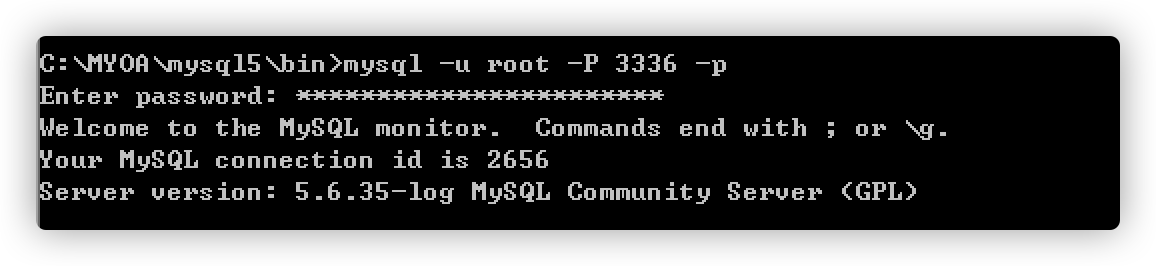 C:\MYOA\mysql5\bin>mysql -u root -P 3336 -p
Enter password: ***********************
Welcome to the MySQL monitor.  Commands end with ; or \g.
Your MySQL connection id is 2656
Server version: 5.6.35-log MySQL Community Server (GPL)